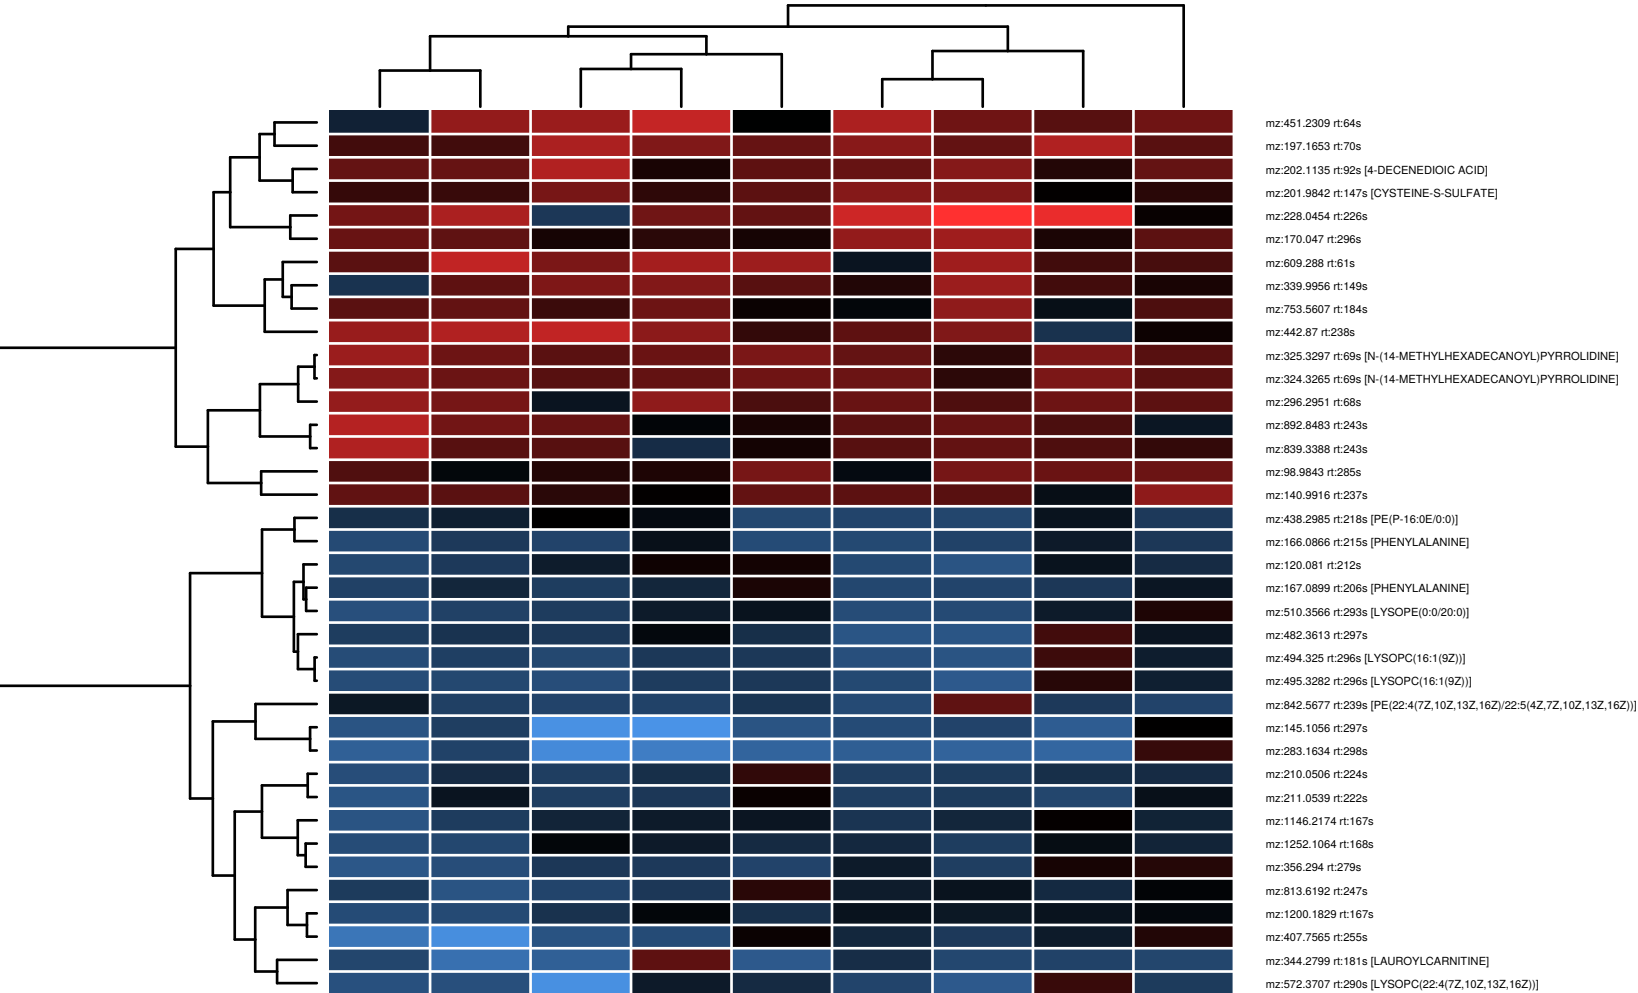 mz:451.2309 rt:64s
mz:197.1653 rt:70s
mz:202.1135 rt:92s [4-DECENEDIOIC ACID]
mz:201.9842 rt:147s [CYSTEINE-S-SULFATE]
mz:228.0454 rt:226s
mz:170.047 rt:296s
mz:609.288 rt:61s
mz:339.9956 rt:149s
mz:753.5607 rt:184s
mz:442.87 rt:238s
mz:325.3297 rt:69s [N-(14-METHYLHEXADECANOYL)PYRROLIDINE]
mz:324.3265 rt:69s [N-(14-METHYLHEXADECANOYL)PYRROLIDINE]
mz:296.2951 rt:68s
mz:892.8483 rt:243s
mz:839.3388 rt:243s
mz:98.9843 rt:285s
mz:140.9916 rt:237s
mz:438.2985 rt:218s [PE(P-16:0E/0:0)]
mz:166.0866 rt:215s [PHENYLALANINE]
mz:120.081 rt:212s
mz:167.0899 rt:206s [PHENYLALANINE]
mz:510.3566 rt:293s [LYSOPE(0:0/20:0)]
mz:482.3613 rt:297s
mz:494.325 rt:296s [LYSOPC(16:1(9Z))]
mz:495.3282 rt:296s [LYSOPC(16:1(9Z))]
mz:842.5677 rt:239s [PE(22:4(7Z,10Z,13Z,16Z)/22:5(4Z,7Z,10Z,13Z,16Z))]
mz:145.1056 rt:297s
mz:283.1634 rt:298s
mz:210.0506 rt:224s
mz:211.0539 rt:222s
mz:1146.2174 rt:167s
mz:1252.1064 rt:168s
mz:356.294 rt:279s
mz:813.6192 rt:247s
mz:1200.1829 rt:167s
mz:407.7565 rt:255s
mz:344.2799 rt:181s [LAUROYLCARNITINE]
mz:572.3707 rt:290s [LYSOPC(22:4(7Z,10Z,13Z,16Z))]